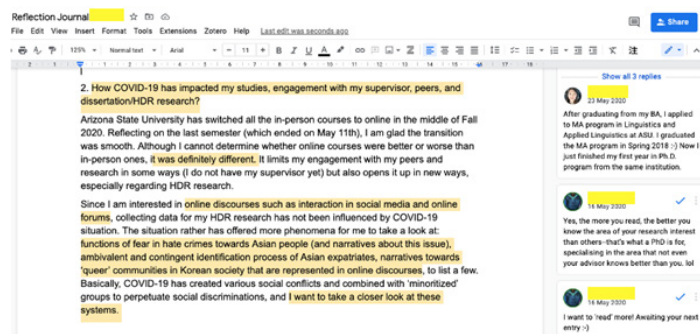 Reflection Journal
File Edit View Insert Format Tools Extensions Zotero Help Last edit was seconds ago
Share
125% Normal text Arial 11 B I U A
2. How COVID-19 has impacted my studies, engagement with my supervisor, peers, and
dissertation/HDR research?
Arizona State University has switched all the in-person courses to online in the middle of Fall
2020. Reflecting on the last semester (which ended on May 11th), I am glad the transition
was smooth. Although I cannot determine whether online courses were better or worse than
in-person ones, it was definitely different. It limits my engagement with my peers and
research in some ways (I do not have my supervisor yet) but also opens it up in new ways,
especially regarding HDR research.
Since I am interested in online discourses such as interaction in social media and online
forums, collecting data for my HDR research has not been influenced by COVID-19
situation. The situation rather has offered more phenomena for me to take a look at:
functions of fear in hate crimes towards Asian people (and narratives about this issue),
ambivalent and contingent identification process of Asian expatriates, narratives towards
'queer' communities in Korean society that are represented in online discourses, to list a few.
Basically, COVID-19 has created various social conflicts and combined with 'minoritized'
groups to perpetuate social discriminations, and I want to take a closer look at these
systems.
Show all 3 replies
23 May 2020
After graduating from my BA, I applied
to MA program in Linguistics and
Applied Linguistics at ASU. I graduated
the MA program in Spring 2018 :-) Now I
just finished my first year in Ph.D.
program from the same institution.
16 May 2020
Yes, the more you read, the better you
know the area of your research interest
than others–that's what a PhD is for,
specialising in the area that not even
your advisor knows better than you. lol
16 May 2020
I want to 'read' more! Awaiting your next
entry :-)